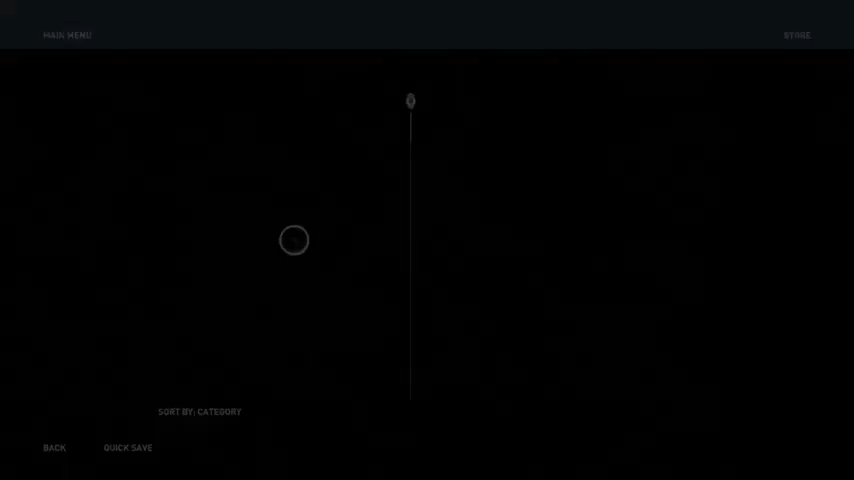 MAIN MENU
STORE
SORT BY: CATEGORY
BACK
QUICK SAVE